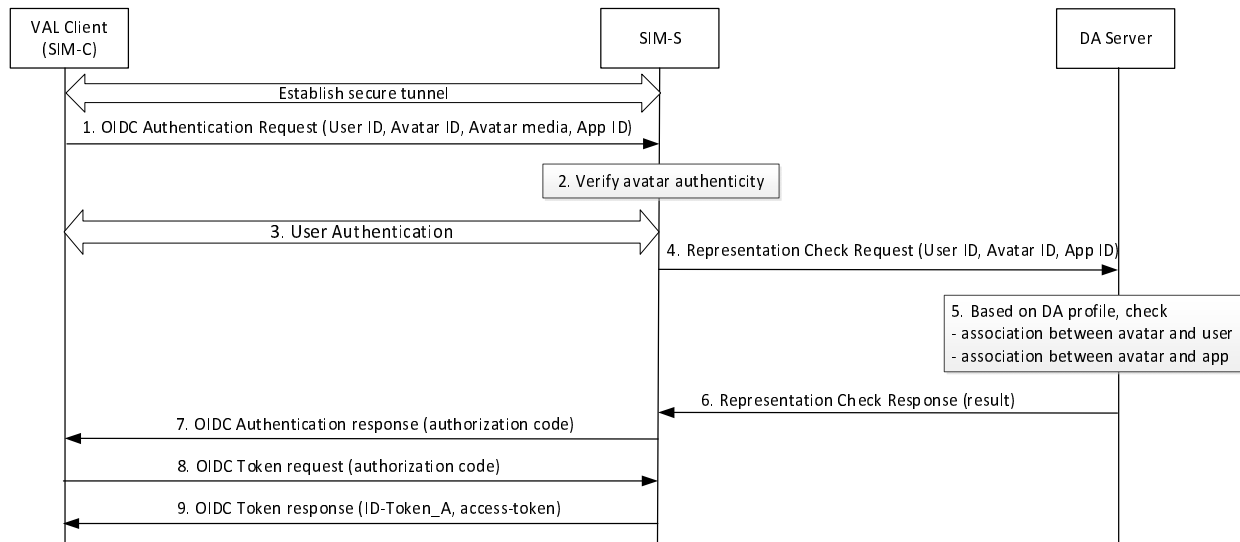 VAL Client
(SIM-C)
SIM-S
DA Server
Establish secure tunnel
1. OIDC Authentication Request (User ID, Avatar ID, Avatar media, App ID)
2. Verify avatar authenticity
3. User Authentication
4. Representation Check Request (User ID, Avatar ID, App ID)
5. Based on DA profile, check
- association between avatar and user
- association between avatar and app
6. Representation Check Response (result)
7. OIDC Authentication response (authorization code)
8. OIDC Token request (authorization code)
9. OIDC Token response (ID-Token_A, access-token)